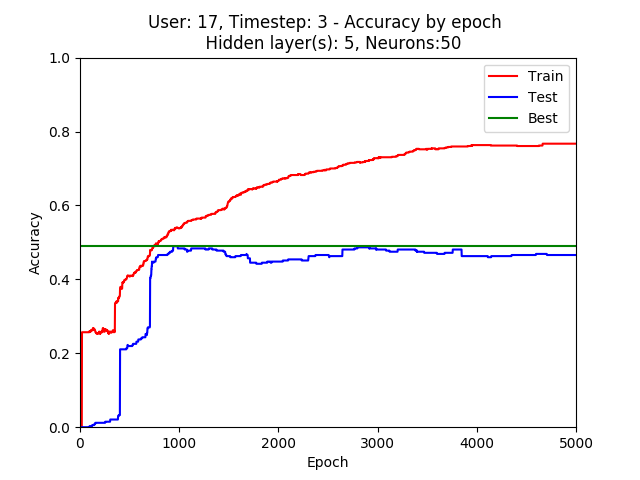 User: 17, Timestep: 3 - Accuracy by epoch
Hidden layer(s): 5, Neurons:50
1.0
0.8
0.6
0.4
0.2
0.0
Accuracy
Train
Test
Best
0 1000 2000 3000 4000 5000
Epoch